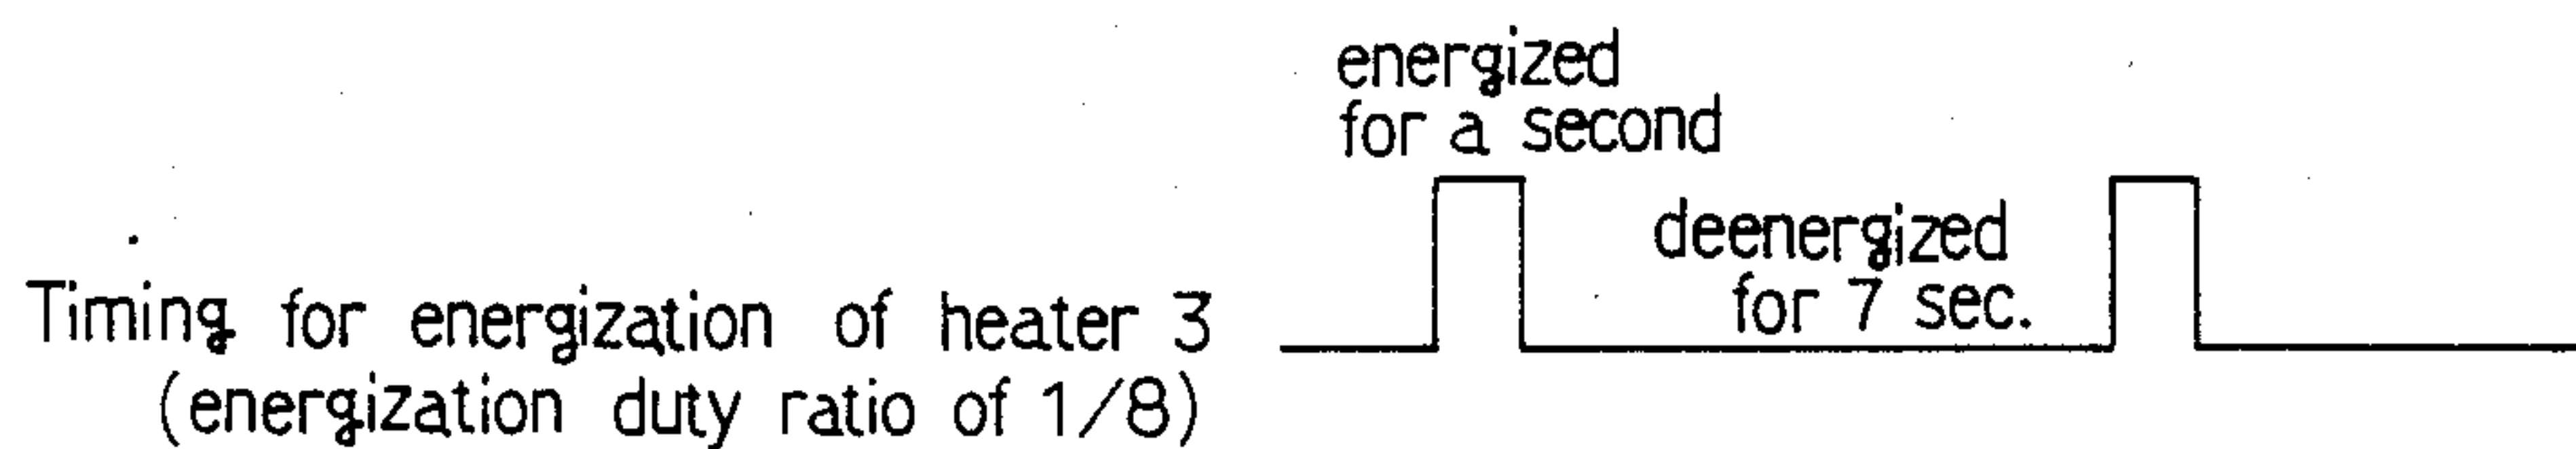 energized
for a second
deenergized
for 7 sec.
Timing for energization of heater 3
(energization duty ratio of 1/8)